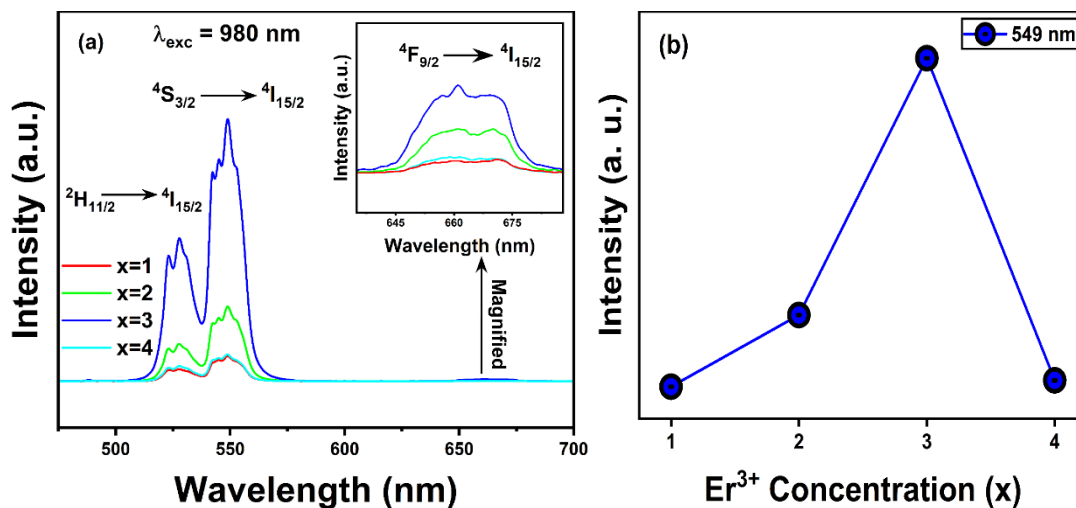 (a)
λexc = 980 nm
⁴S₃/₂ → ⁴I₁₅/₂
²H₁₁/₂ → ⁴I₁₅/₂
x=1
x=2
x=3
x=4
Intensity (a.u.)
500 550 600 650 700
Wavelength (nm)
⁴F₉/₂ → ⁴I₁₅/₂
Intensity (a.u.)
645 660 675
Wavelength (nm)
Magnified
(b)
549 nm
Intensity (a. u.)
1 2 3 4
Er³⁺ Concentration (x)